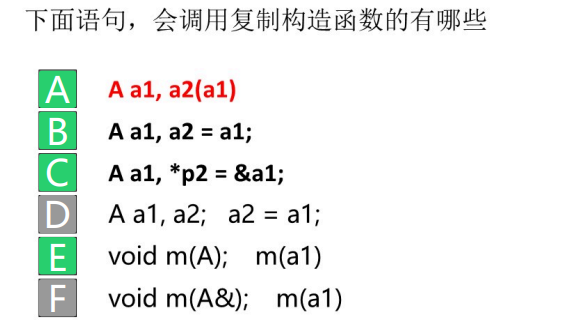 下面语句，会调用复制构造函数的有哪些
A A a1, a2(a1)
B A a1, a2 = a1;
C A a1, *p2 = &a1;
D A a1, a2; a2 = a1;
E void m(A); m(a1)
F void m(A&); m(a1)